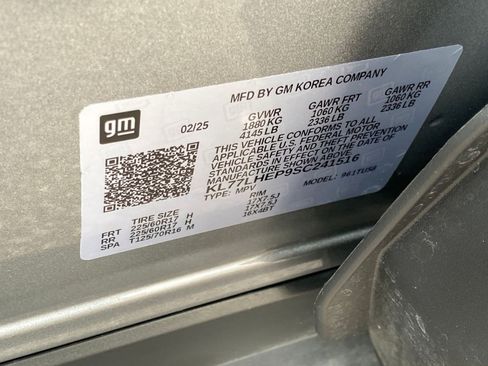 MFD BY GM KOREA COMPANY
gm
02/25
GVWR GAWR FRT GAWR RR
1880 KG 1060 KG 1060 KG
4145 LB 2336 LB 2336 LB
THIS VEHICLE CONFORMS TO ALL
APPLICABLE U.S. FEDERAL MOTOR
VEHICLE SAFETY AND THEFT PREVENTION
STANDARDS IN EFFECT ON THE DATE OF
MANUFACTURE SHOWN ABOVE.
KL77LHEP9SC241516
TYPE: MPV MODEL: 961TU58
TIRE SIZE RIM
FRT 225/60R17 H 17X7.5J
RR 225/60R17 H 17X7.5J
SPA T125/70R16 M 16X4BT